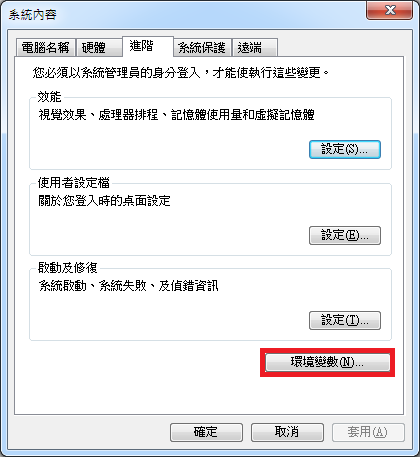 系統內容
電腦名稱 硬體 進階 系統保護 遠端
您必須以系統管理員的身分登入，才能使執行這些變更。
效能
視覺效果、處理器排程、記憶體使用量和虛擬記憶體
設定(S)...
使用者設定檔
關於您登入時的桌面設定
設定(E)...
啟動及修復
系統啟動、系統失敗、及偵錯資訊
設定(T)...
環境變數(N)...
確定 取消 套用(A)